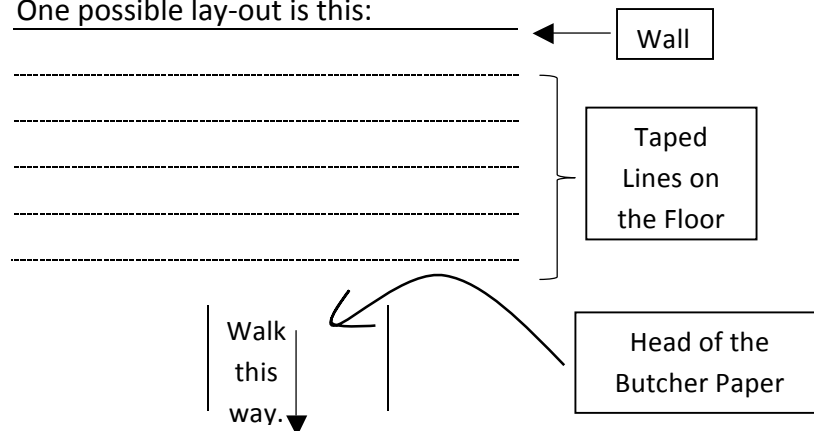 One possible lay-out is this:
Wall
Taped
Lines on
the Floor
Walk
this
way.
Head of the
Butcher Paper